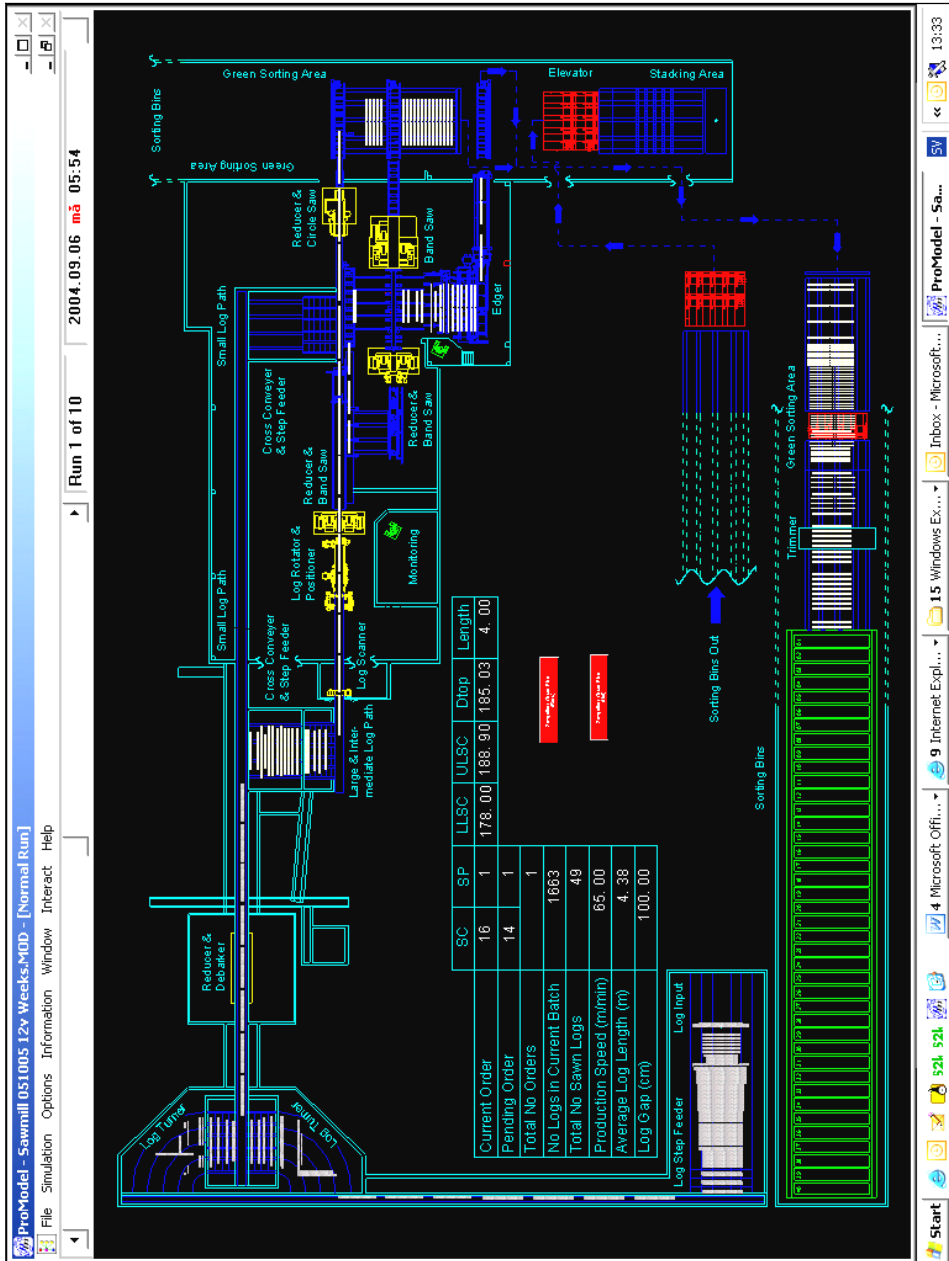 ProModel - Sawmill 051005 12v Weeks.MOD - [Normal Run]
File Simulation Options Information Window Interact Help
Run 1 of 10
2004.09.06 må 05:54
Log Turner
Log Turner
Reducer &
Debarker
Large & Inter-
mediate Log Path
Cross Conveyer
& Step Feeder
Small Log Path
Log Scanner
Log Rotator &
Positioner
Monitoring
Reducer &
Band Saw
Cross Conveyer
& Step Feeder
Small Log Path
Reducer &
Band Saw
Reducer &
Circle Saw
Band Saw
Edger
Green Sorting Area
Sorting Bins
Green Sorting Area
Elevator
Stacking Area
SC SP LLSC ULSC Dtop Length
Current Order 16 1 178.00 188.90 185.03 4.00
Pending Order 14 1
Total No Orders 1
No Logs in Current Batch 1663
Total No Sawn Logs 49
Production Speed (m/min) 65.00
Average Log Length (m) 4.38
Log Gap (cm) 100.00
Log Step Feeder
Log Input
Sorting Bins Out
Sorting Bins
Trimmer
Green Sorting Area
Start
4 Microsoft Offi...
9 Internet Expl...
15 Windows Ex...
Inbox - Microsoft...
ProModel - Sa...
SV
13:33